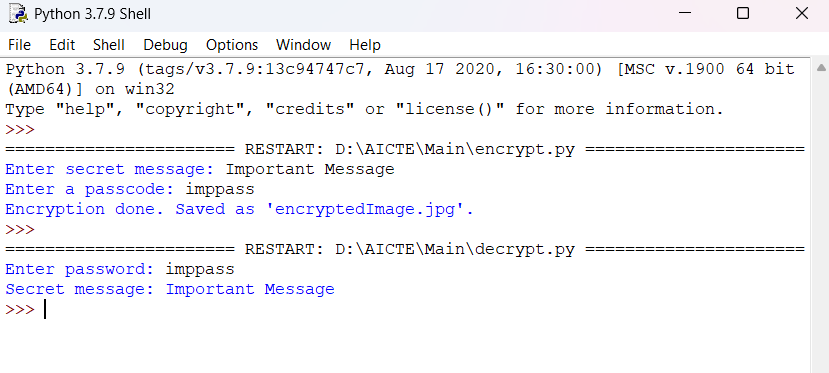 Python 3.7.9 Shell
File Edit Shell Debug Options Window Help
Python 3.7.9 (tags/v3.7.9:13c94747c7, Aug 17 2020, 16:30:00) [MSC v.1900 64 bit
(AMD64)] on win32
Type "help", "copyright", "credits" or "license()" for more information.
>>>
======================= RESTART: D:\AICTE\Main\encrypt.py ======================
Enter secret message: Important Message
Enter a passcode: imppass
Encryption done. Saved as 'encryptedImage.jpg'.
>>>
======================= RESTART: D:\AICTE\Main\decrypt.py ======================
Enter password: imppass
Secret message: Important Message
>>>